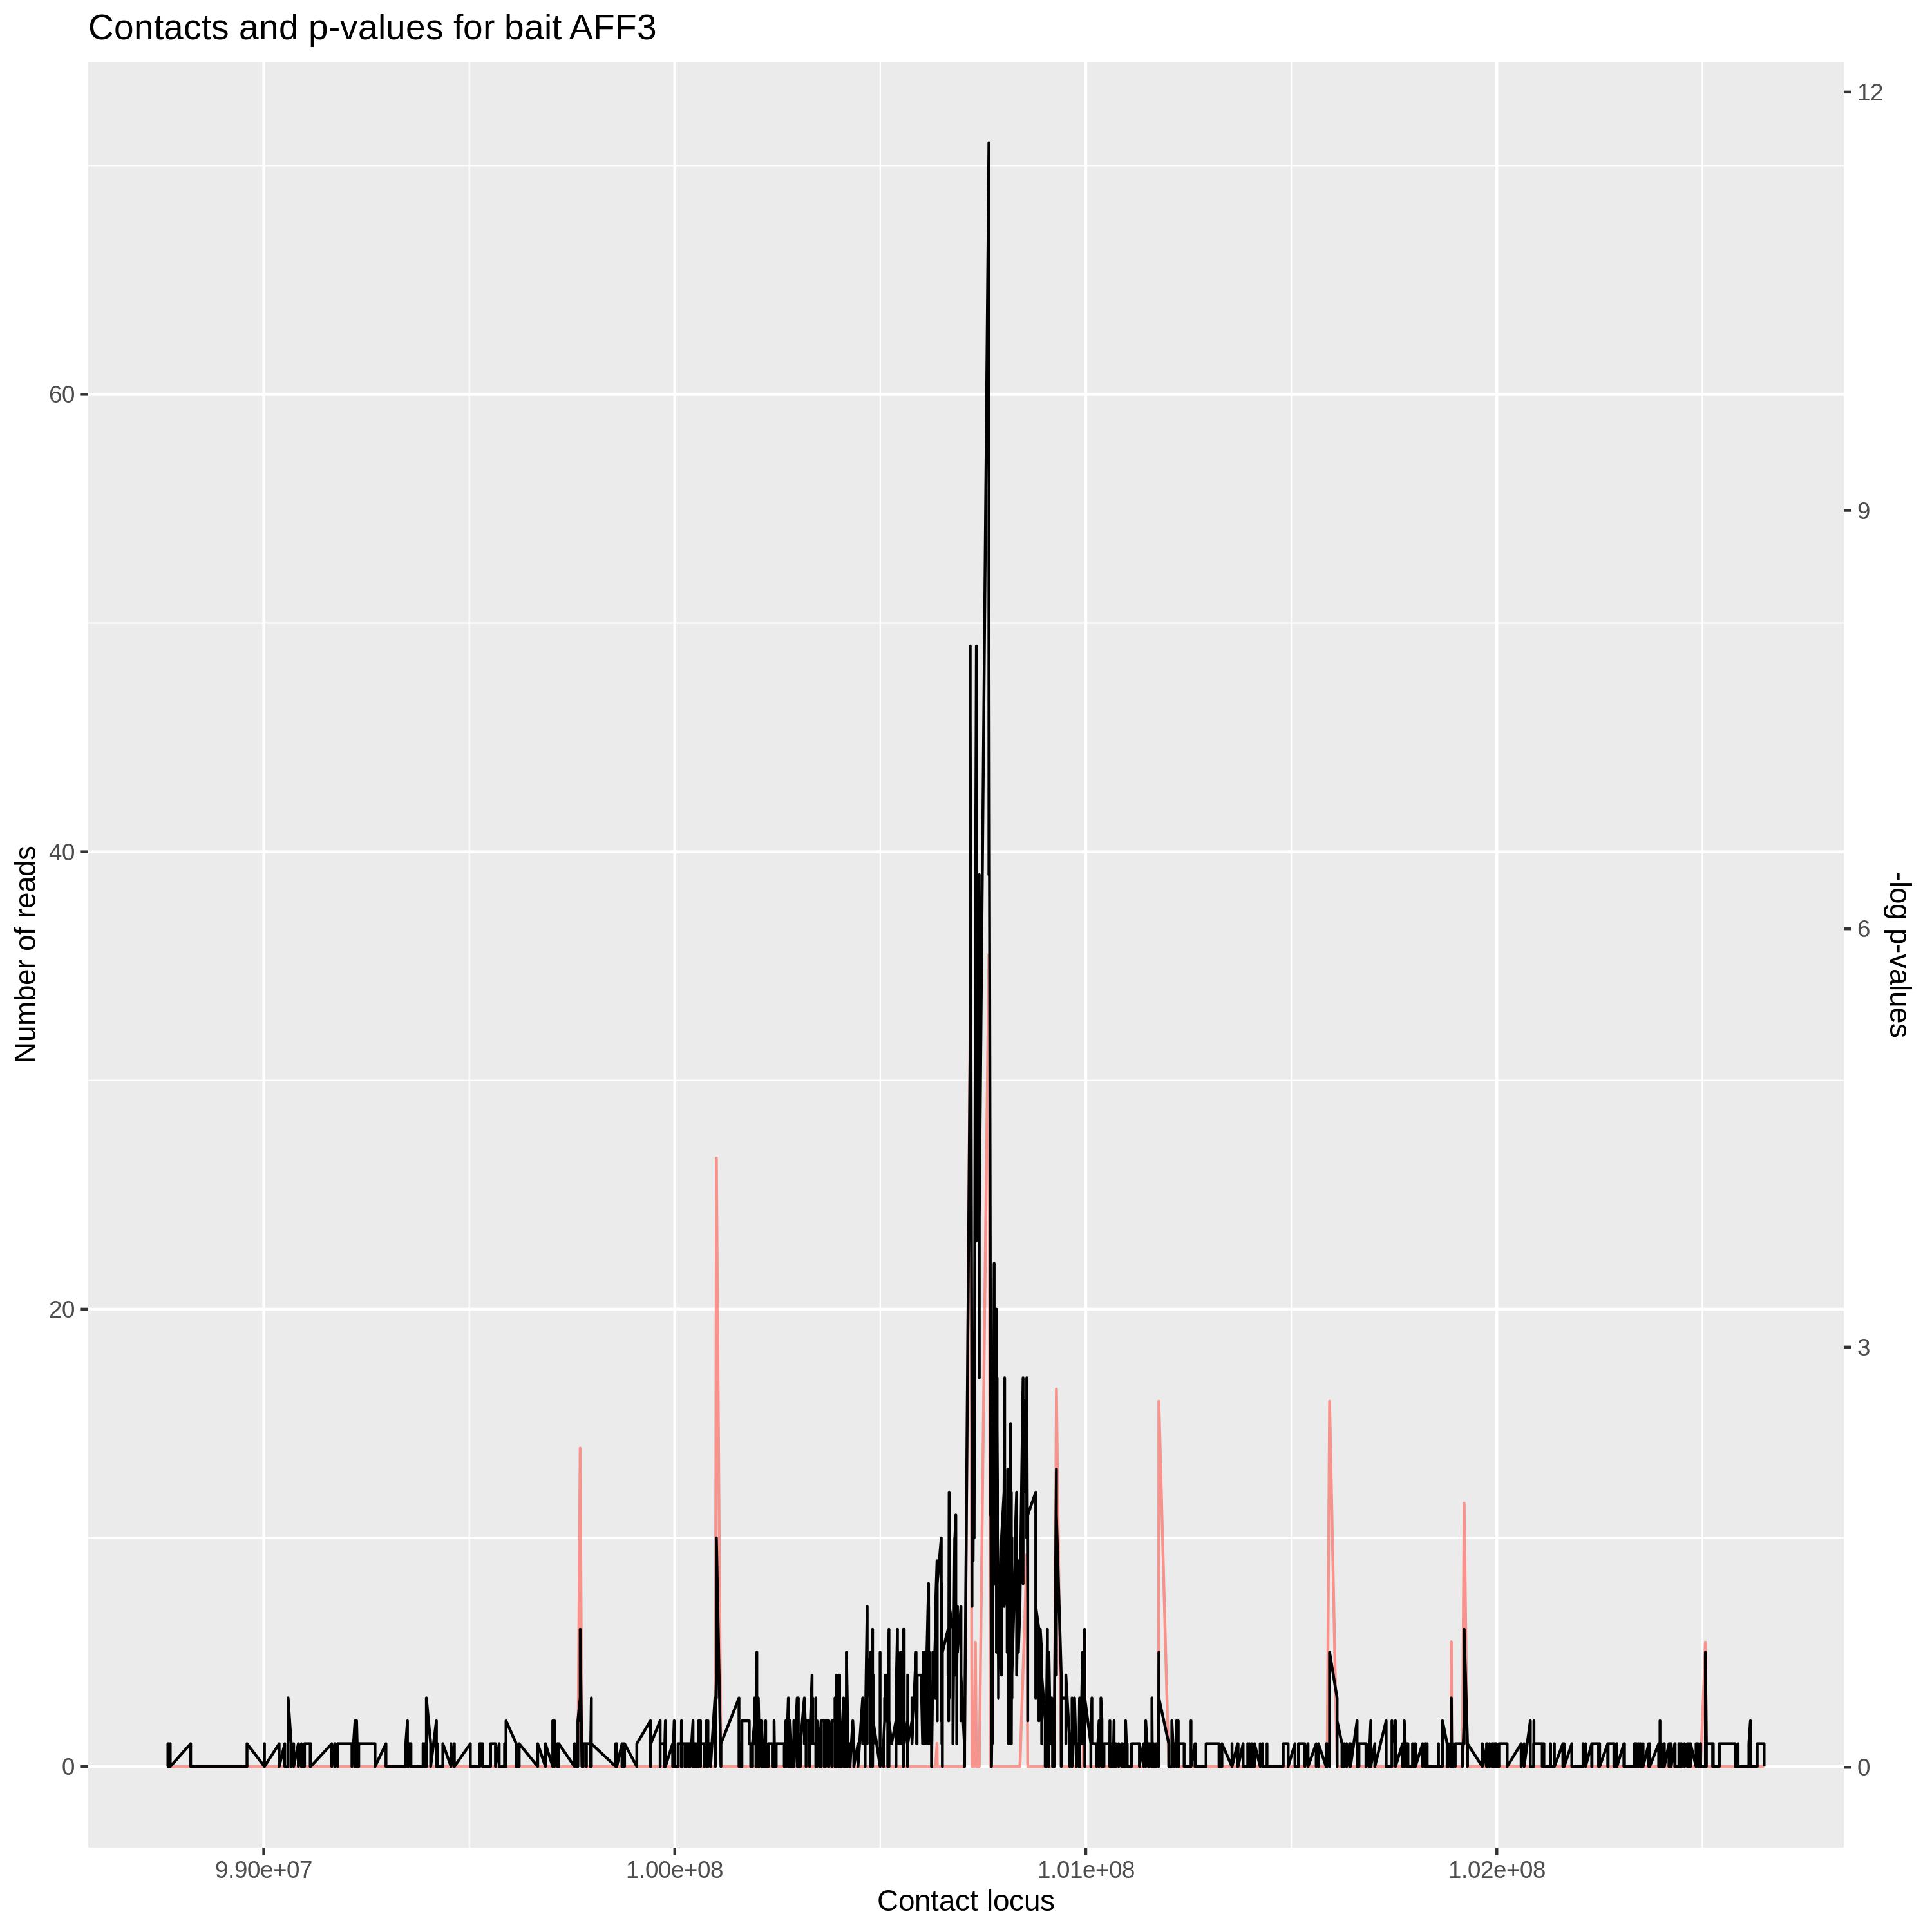 Contacts and p-values for bait AFF3
12
9
6
3
0
60
40
20
0
Number of reads
-log p-values
9.90e+07
1.00e+08
1.01e+08
1.02e+08
Contact locus